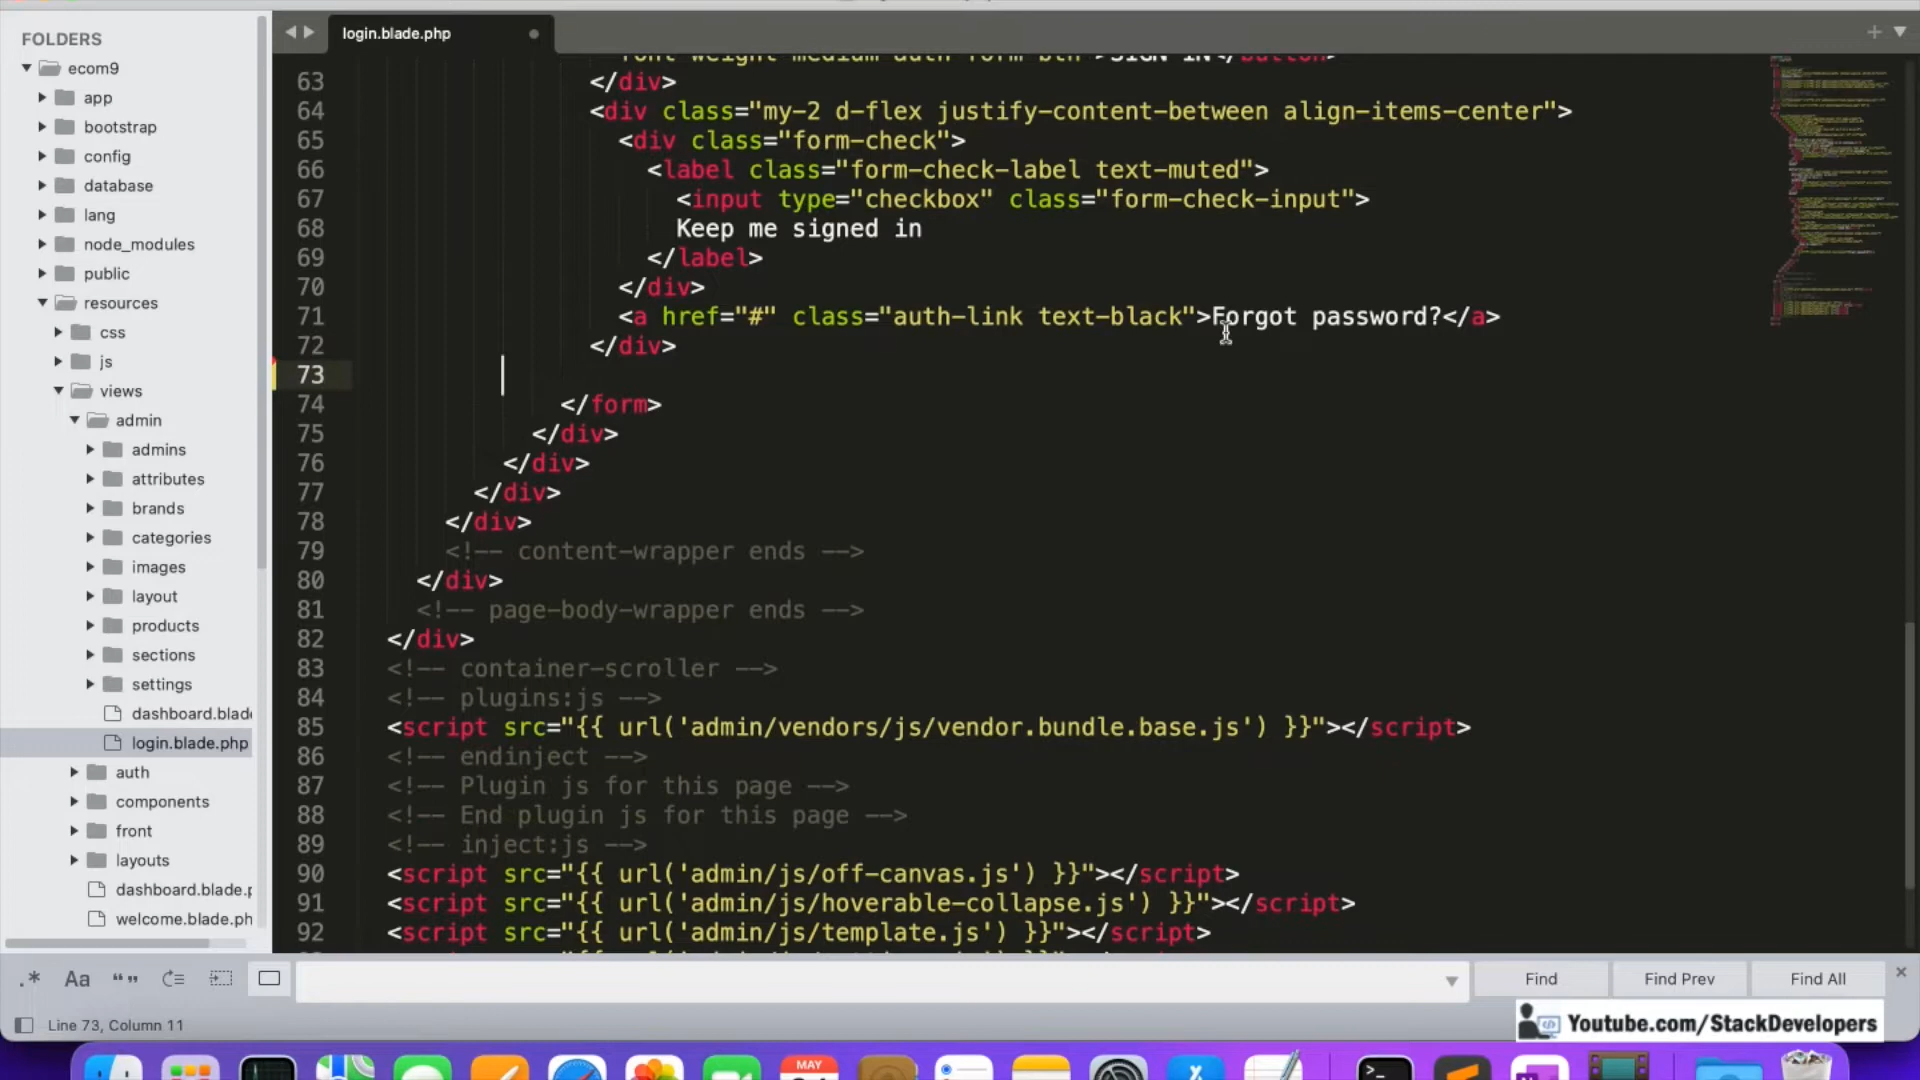 FOLDERS
ecom9
app
bootstrap
config
database
lang
node_modules
public
resources
css
js
views
admin
admins
attributes
brands
categories
images
layout
products
sections
settings
dashboard.blade
login.blade.php
auth
components
front
layouts
dashboard.blade.p
welcome.blade.ph
login.blade.php
63 </div>
64 <div class="my-2 d-flex justify-content-between align-items-center">
65 <div class="form-check">
66 <label class="form-check-label text-muted">
67 <input type="checkbox" class="form-check-input">
68 Keep me signed in
69 </label>
70 </div>
71 <a href="#" class="auth-link text-black">Forgot password?</a>
72 </div>
73
74 </form>
75 </div>
76 </div>
77 </div>
78 </div>
79 <!-- content-wrapper ends -->
80 </div>
81 <!-- page-body-wrapper ends -->
82 </div>
83 <!-- container-scroller -->
84 <!-- plugins:js -->
85 <script src="{{ url('admin/vendors/js/vendor.bundle.base.js') }}"></script>
86 <!-- endinject -->
87 <!-- Plugin js for this page -->
88 <!-- End plugin js for this page -->
89 <!-- inject:js -->
90 <script src="{{ url('admin/js/off-canvas.js') }}"></script>
91 <script src="{{ url('admin/js/hoverable-collapse.js') }}"></script>
92 <script src="{{ url('admin/js/template.js') }}"></script>
.* Aa “ ”
Find
Find Prev
Find All
Line 73, Column 11
Youtube.com/StackDevelopers
MAY